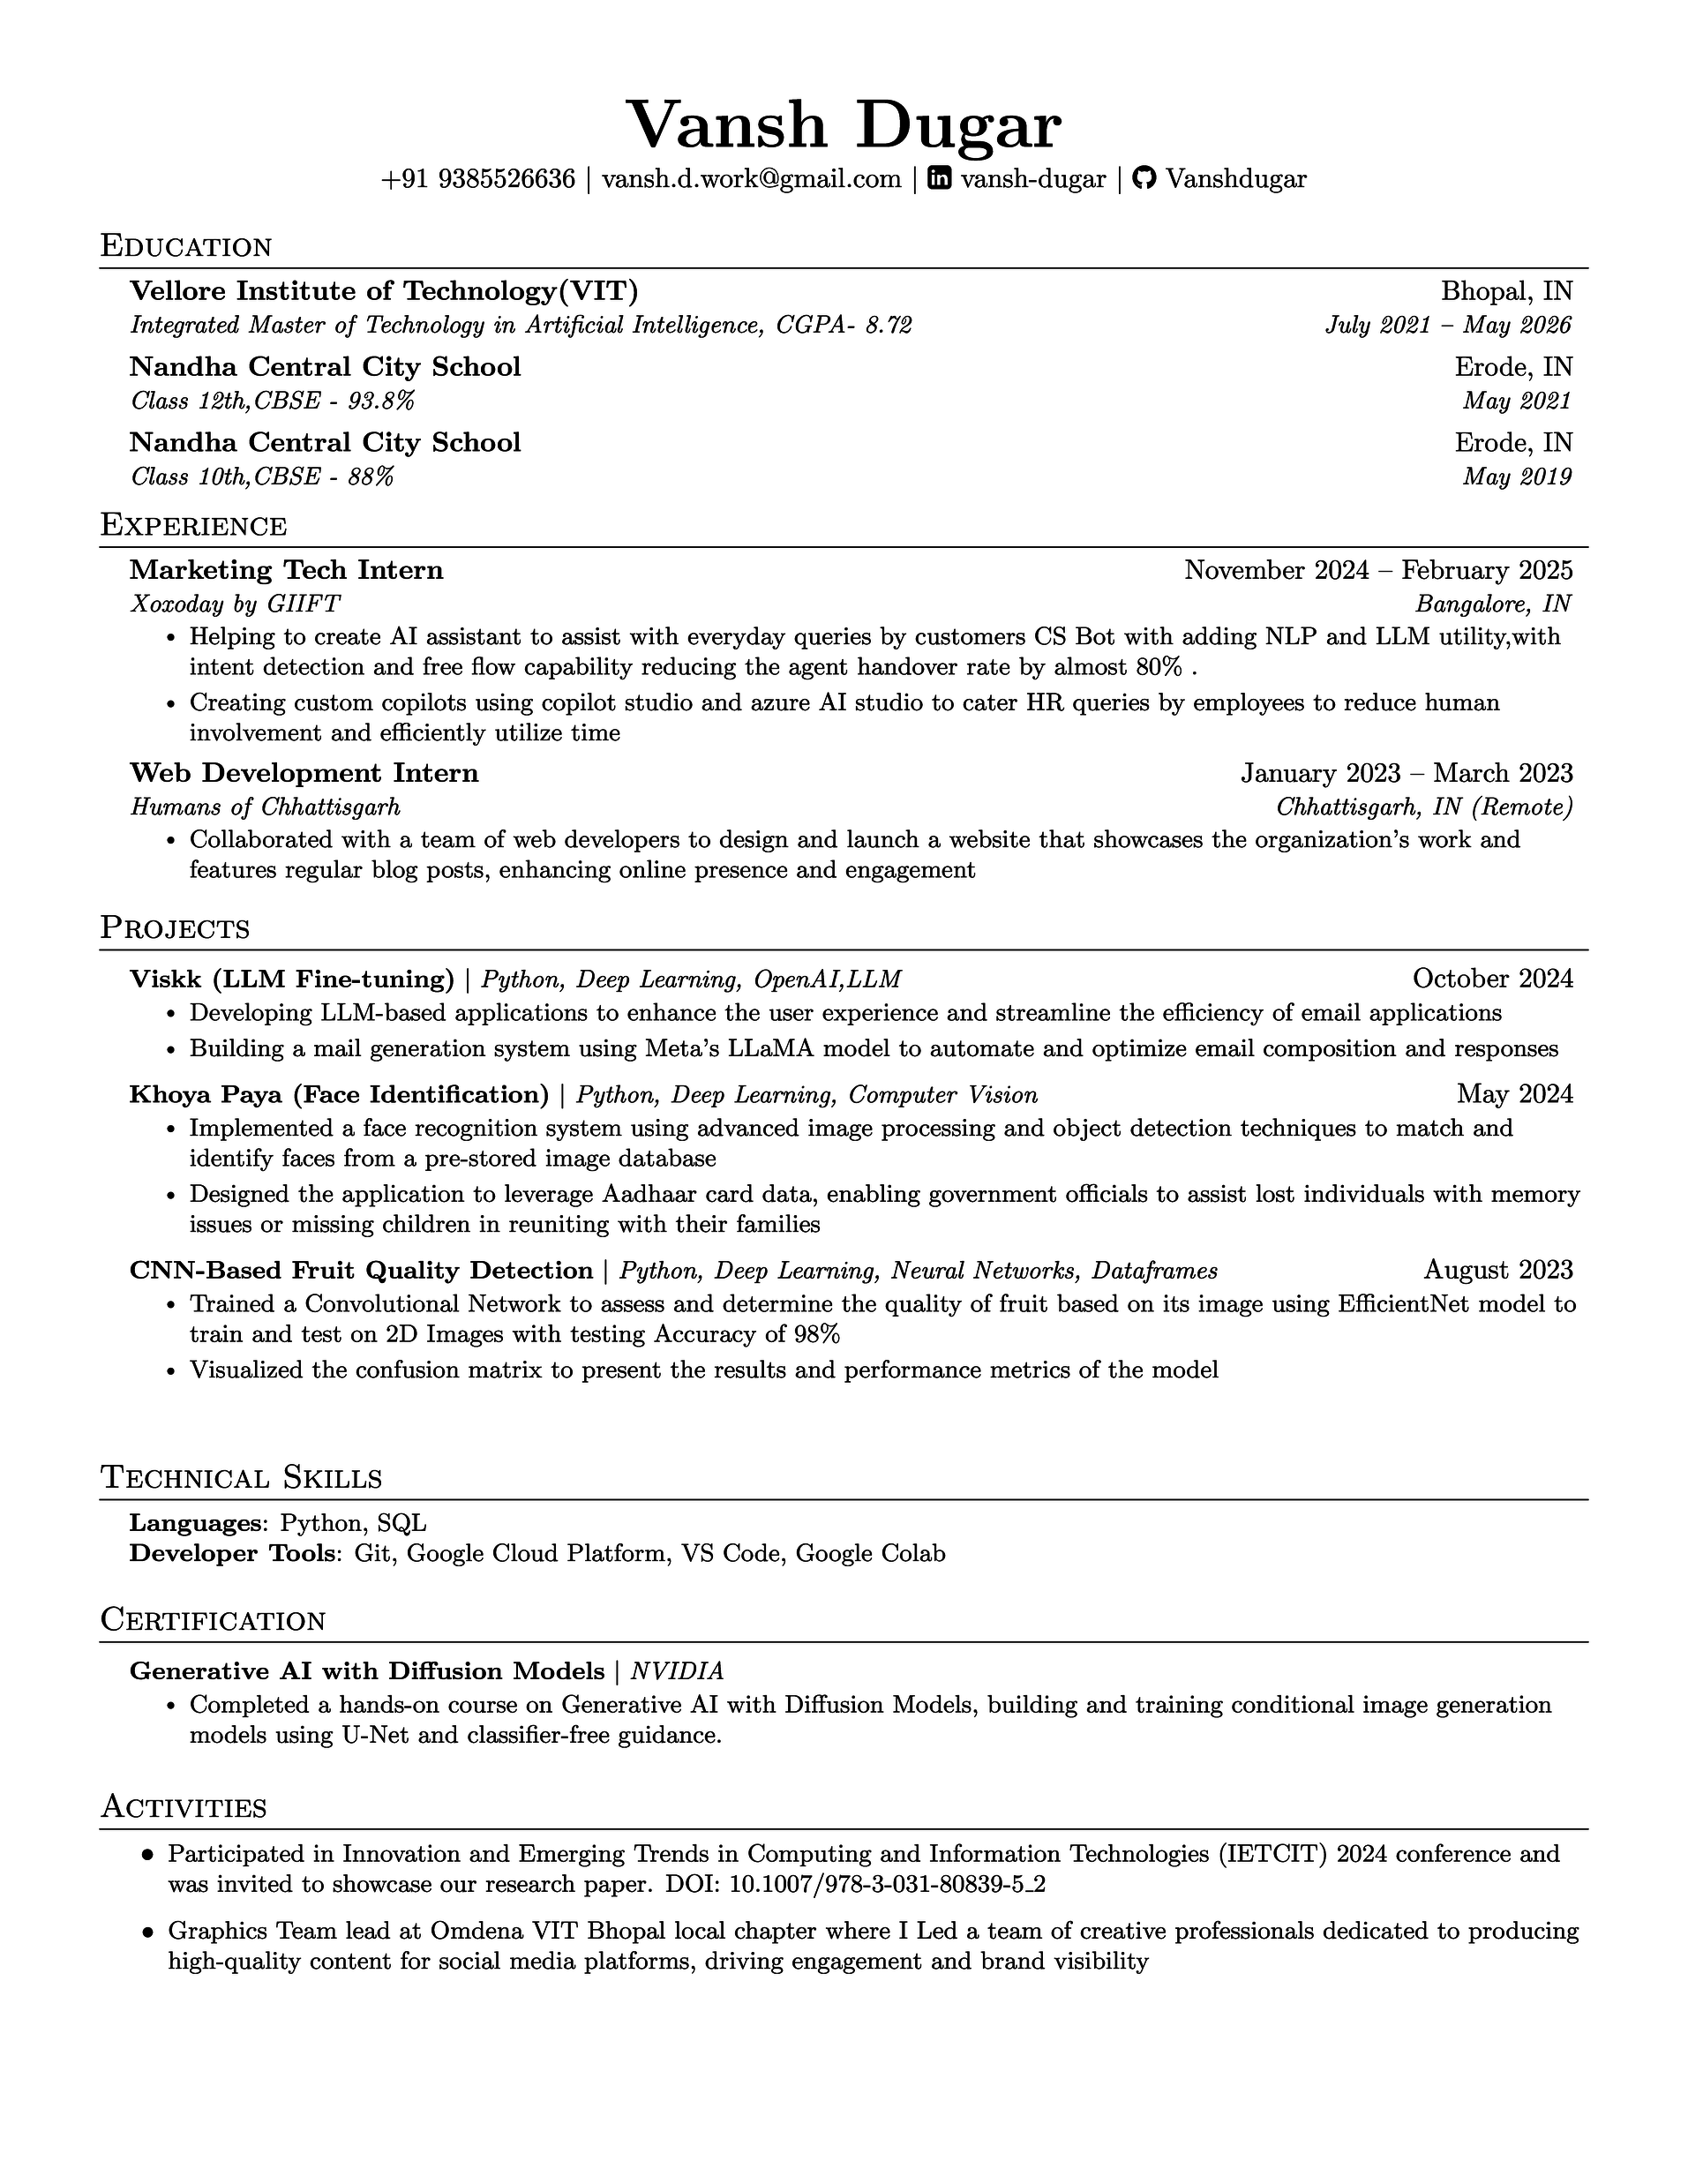 Vansh Dugar
+91 9385526636 | vansh.d.work@gmail.com | vansh-dugar | Vanshdugar
Education
Vellore Institute of Technology(VIT) Bhopal, IN
Integrated Master of Technology in Artificial Intelligence, CGPA- 8.72 July 2021 – May 2026
Nandha Central City School Erode, IN
Class 12th,CBSE - 93.8% May 2021
Nandha Central City School Erode, IN
Class 10th,CBSE - 88% May 2019
Experience
Marketing Tech Intern November 2024 – February 2025
Xoxoday by GIIFT Bangalore, IN
• Helping to create AI assistant to assist with everyday queries by customers CS Bot with adding NLP and LLM utility,with
intent detection and free flow capability reducing the agent handover rate by almost 80% .
• Creating custom copilots using copilot studio and azure AI studio to cater HR queries by employees to reduce human
involvement and efficiently utilize time
Web Development Intern January 2023 – March 2023
Humans of Chhattisgarh Chhattisgarh, IN (Remote)
• Collaborated with a team of web developers to design and launch a website that showcases the organization's work and
features regular blog posts, enhancing online presence and engagement
Projects
Viskk (LLM Fine-tuning) | Python, Deep Learning, OpenAI,LLM October 2024
• Developing LLM-based applications to enhance the user experience and streamline the efficiency of email applications
• Building a mail generation system using Meta's LLaMA model to automate and optimize email composition and responses
Khoya Paya (Face Identification) | Python, Deep Learning, Computer Vision May 2024
• Implemented a face recognition system using advanced image processing and object detection techniques to match and
identify faces from a pre-stored image database
• Designed the application to leverage Aadhaar card data, enabling government officials to assist lost individuals with memory
issues or missing children in reuniting with their families
CNN-Based Fruit Quality Detection | Python, Deep Learning, Neural Networks, Dataframes August 2023
• Trained a Convolutional Network to assess and determine the quality of fruit based on its image using EfficientNet model to
train and test on 2D Images with testing Accuracy of 98%
• Visualized the confusion matrix to present the results and performance metrics of the model
Technical Skills
Languages: Python, SQL
Developer Tools: Git, Google Cloud Platform, VS Code, Google Colab
Certification
Generative AI with Diffusion Models | NVIDIA
• Completed a hands-on course on Generative AI with Diffusion Models, building and training conditional image generation
models using U-Net and classifier-free guidance.
Activities
• Participated in Innovation and Emerging Trends in Computing and Information Technologies (IETCIT) 2024 conference and
was invited to showcase our research paper. DOI: 10.1007/978-3-031-80839-5_2
• Graphics Team lead at Omdena VIT Bhopal local chapter where I Led a team of creative professionals dedicated to producing
high-quality content for social media platforms, driving engagement and brand visibility